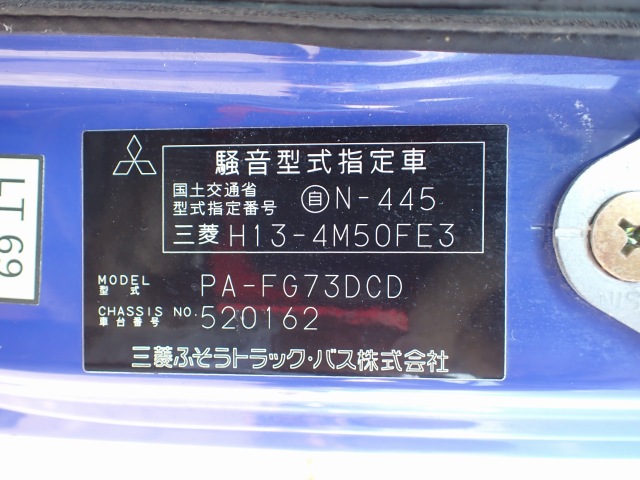 騒音型式指定車
国土交通省
型式指定番号 自N-445
三菱 H13-4M50FE3
MODEL
型式 PA-FG73DCD
CHASSIS NO.
車台番号 520162
三菱ふそうトラック・バス株式会社
LT 69